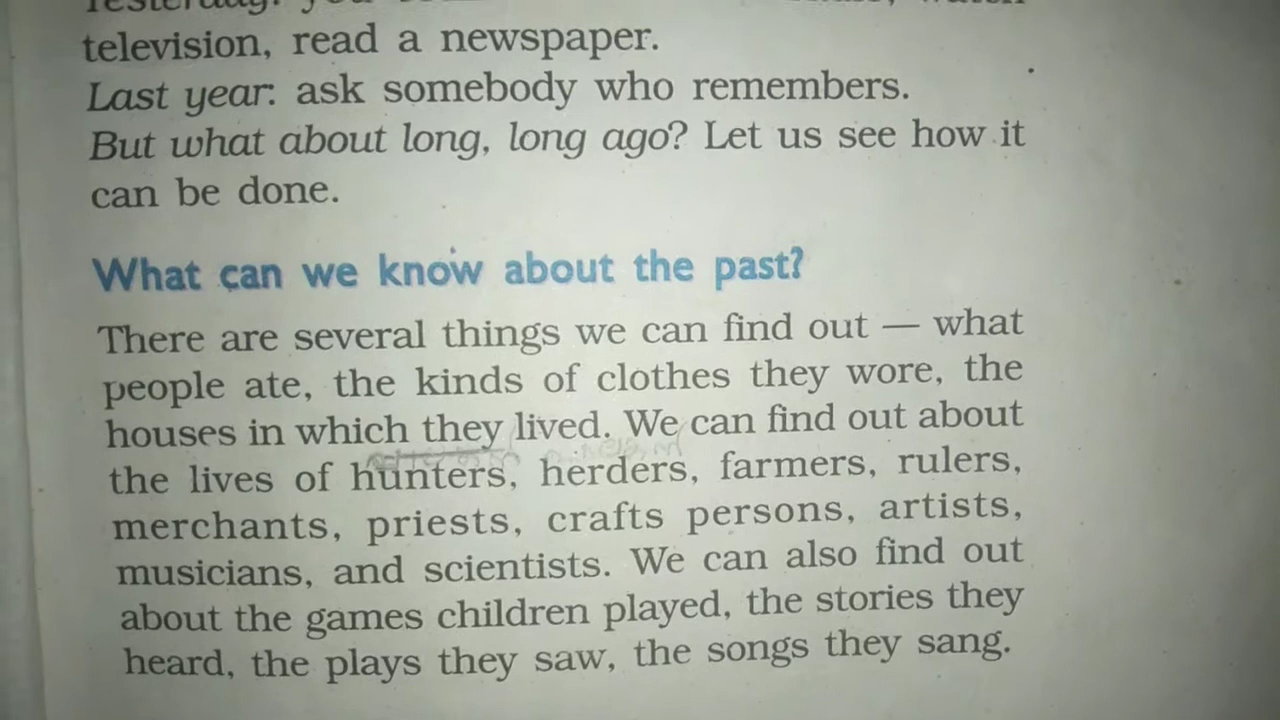 Yesterday: you
television, read a newspaper.
Last year: ask somebody who remembers.
But what about long, long ago? Let us see how it
can be done.
What can we know about the past?
There are several things we can find out — what
people ate, the kinds of clothes they wore, the
houses in which they lived. We can find out about
the lives of hunters, herders, farmers, rulers,
merchants, priests, crafts persons, artists,
musicians, and scientists. We can also find out
about the games children played, the stories they
heard, the plays they saw, the songs they sang.